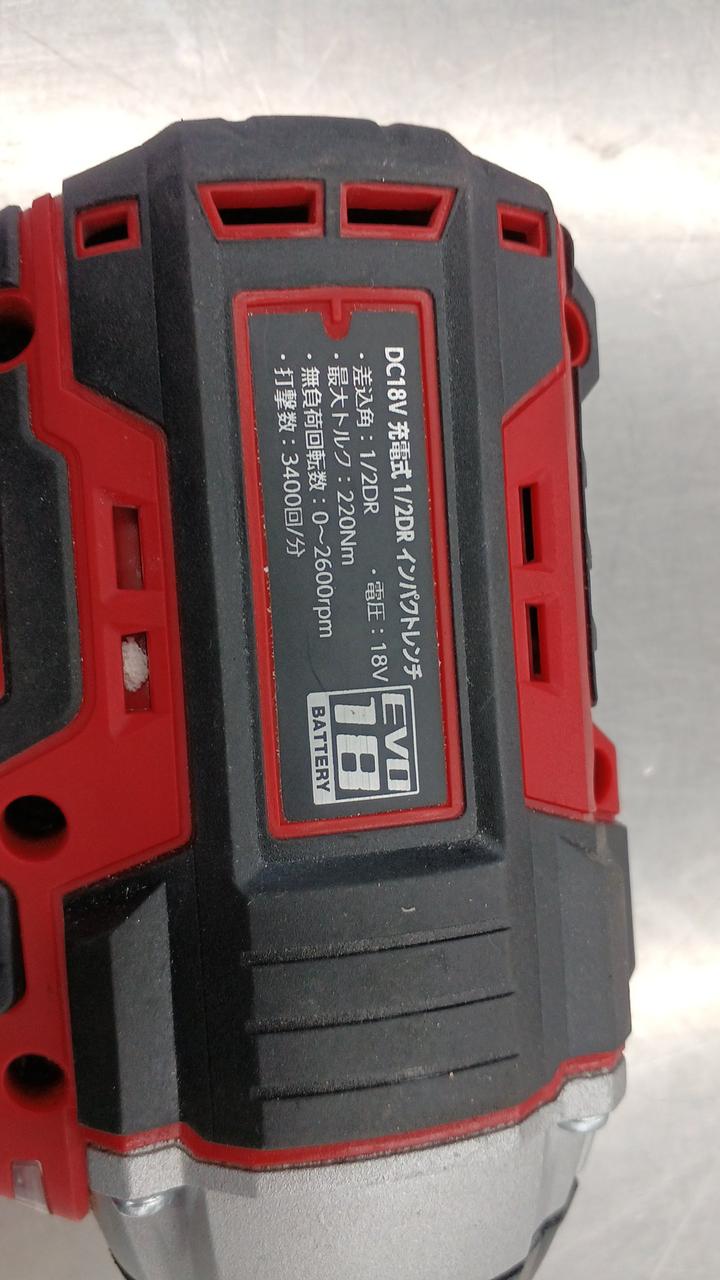 DC18V 充電式 1/2DR インパクトレンチ
・差込角：1/2DR ・電圧：18V
・最大トルク：220Nm
・無負荷回転数：0～2600rpm
・打撃数：3400回/分
EVO
18
BATTERY